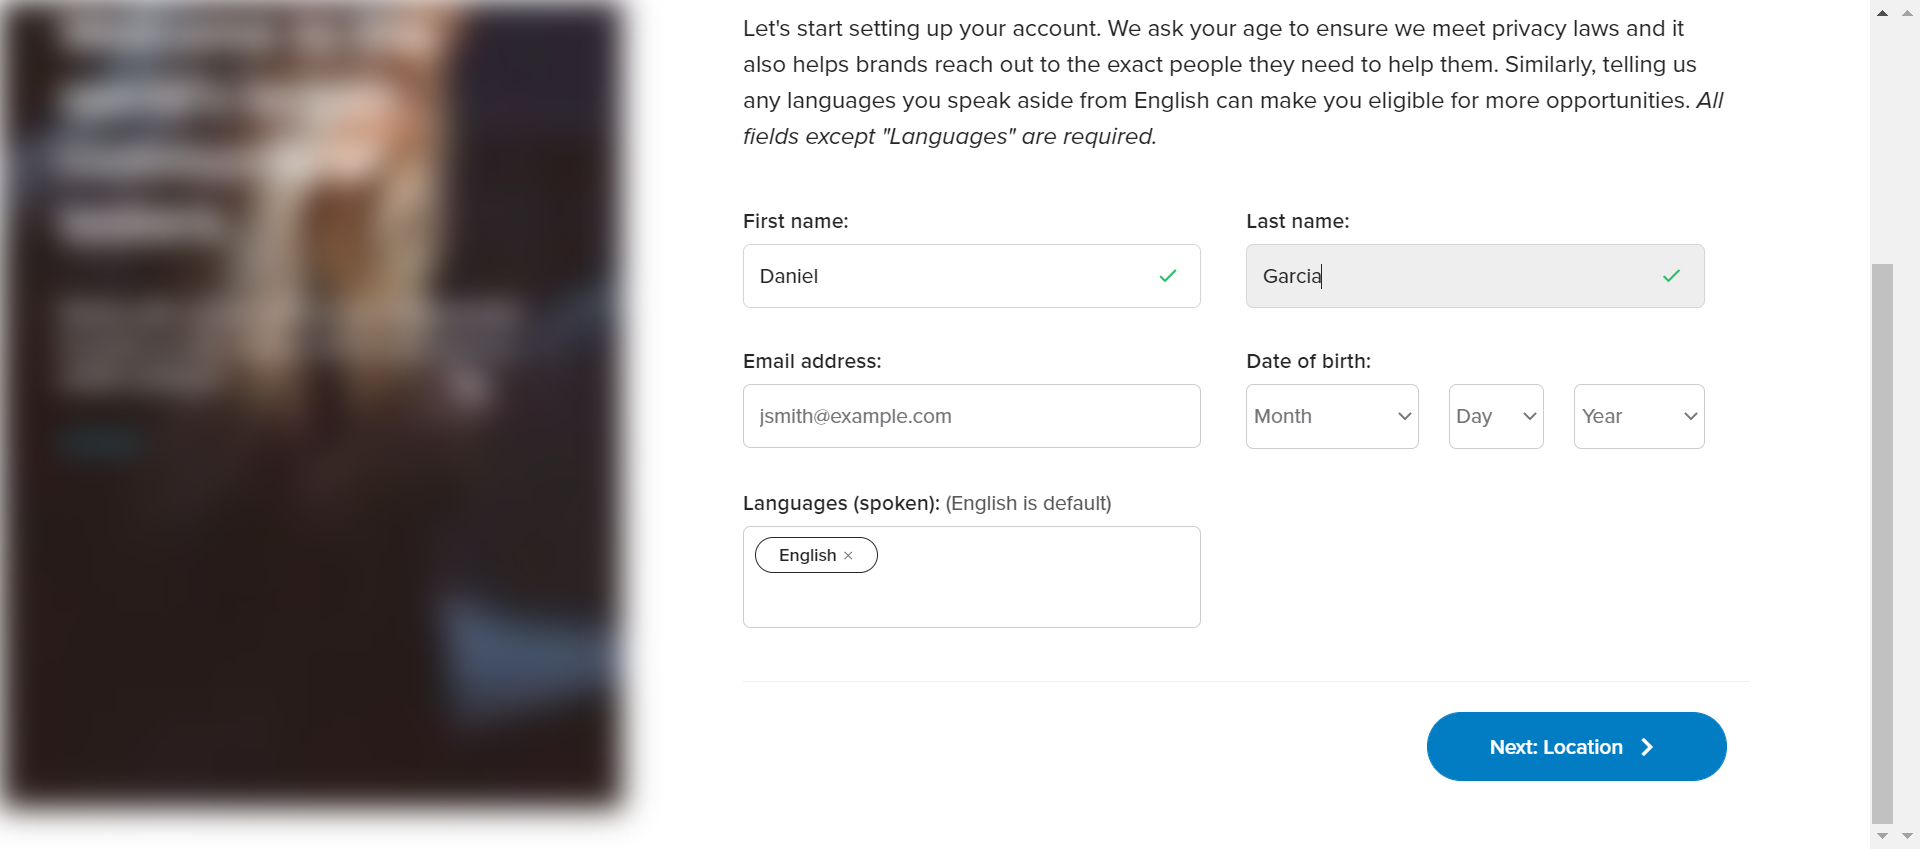 Let's start setting up your account. We ask your age to ensure we meet privacy laws and it
also helps brands reach out to the exact people they need to help them. Similarly, telling us
any languages you speak aside from English can make you eligible for more opportunities. All
fields except "Languages" are required.
First name:
Last name:
Daniel
Garcia
Email address:
Date of birth:
jsmith@example.com
Month
Day
Year
Languages (spoken): (English is default)
English ×
Next: Location